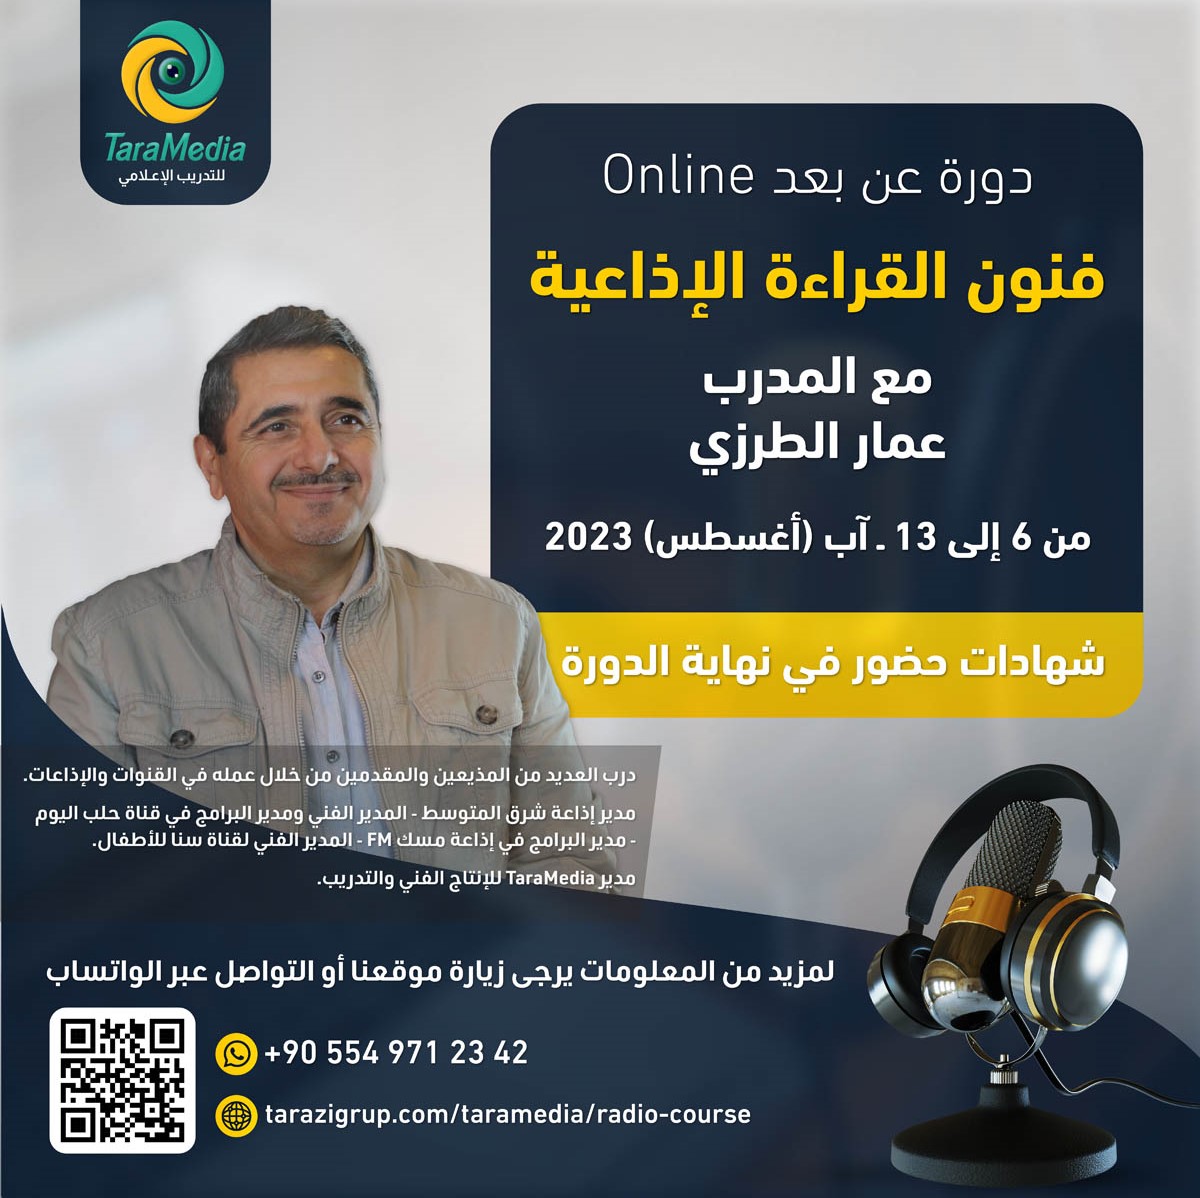 TaraMedia
للتدريب الإعلامي
دورة عن بعد Online
فنون القراءة الإذاعية
مع المدرب
عمار الطرزي
من 6 إلى 13 ـ آب (أغسطس) 2023
شهادات حضور في نهاية الدورة
درب العديد من المذيعين والمقدمين من خلال عمله في القنوات والإذاعات.
مدير إذاعة شرق المتوسط - المدير الفني ومدير البرامج في قناة حلب اليوم
- مدير البرامج في إذاعة مسك FM - المدير الفني لقناة سنا للأطفال.
مدير TaraMedia للإنتاج الفني والتدريب.
لمزيد من المعلومات يرجى زيارة موقعنا أو التواصل عبر الواتساب
+90 554 971 23 42
tarazigrup.com/taramedia/radio-course